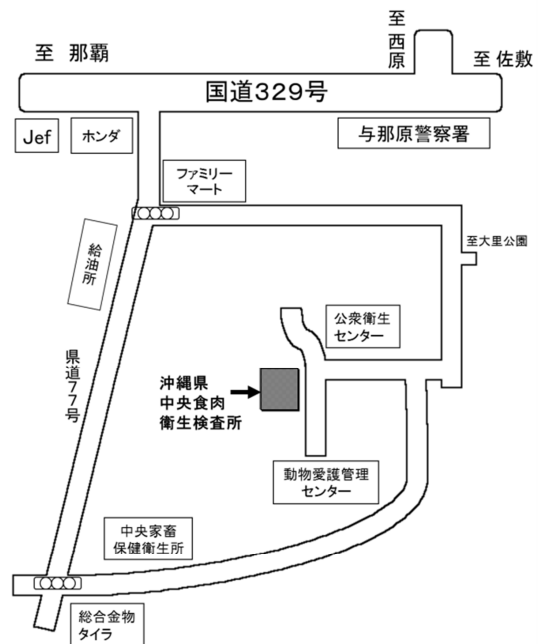 至 那覇
至西原
至 佐敷
国道329号
Jef
ホンダ
与那原警察署
ファミリー
マート
至大里公園
給油所
公衆衛生
センター
県道77号
沖縄県
中央食肉
衛生検査所
動物愛護管理
センター
中央家畜
保健衛生所
総合金物
タイラ